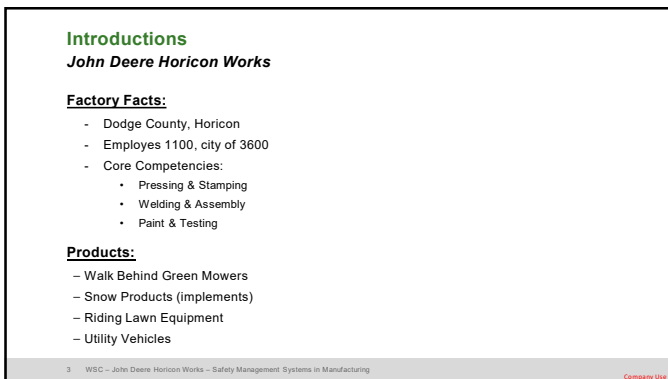 Introductions
John Deere Horicon Works
Factory Facts:
- Dodge County, Horicon
- Employes 1100, city of 3600
- Core Competencies:
• Pressing & Stamping
• Welding & Assembly
• Paint & Testing
Products:
– Walk Behind Green Mowers
– Snow Products (implements)
– Riding Lawn Equipment
– Utility Vehicles
3 WSC – John Deere Horicon Works – Safety Management Systems in Manufacturing
Company Use